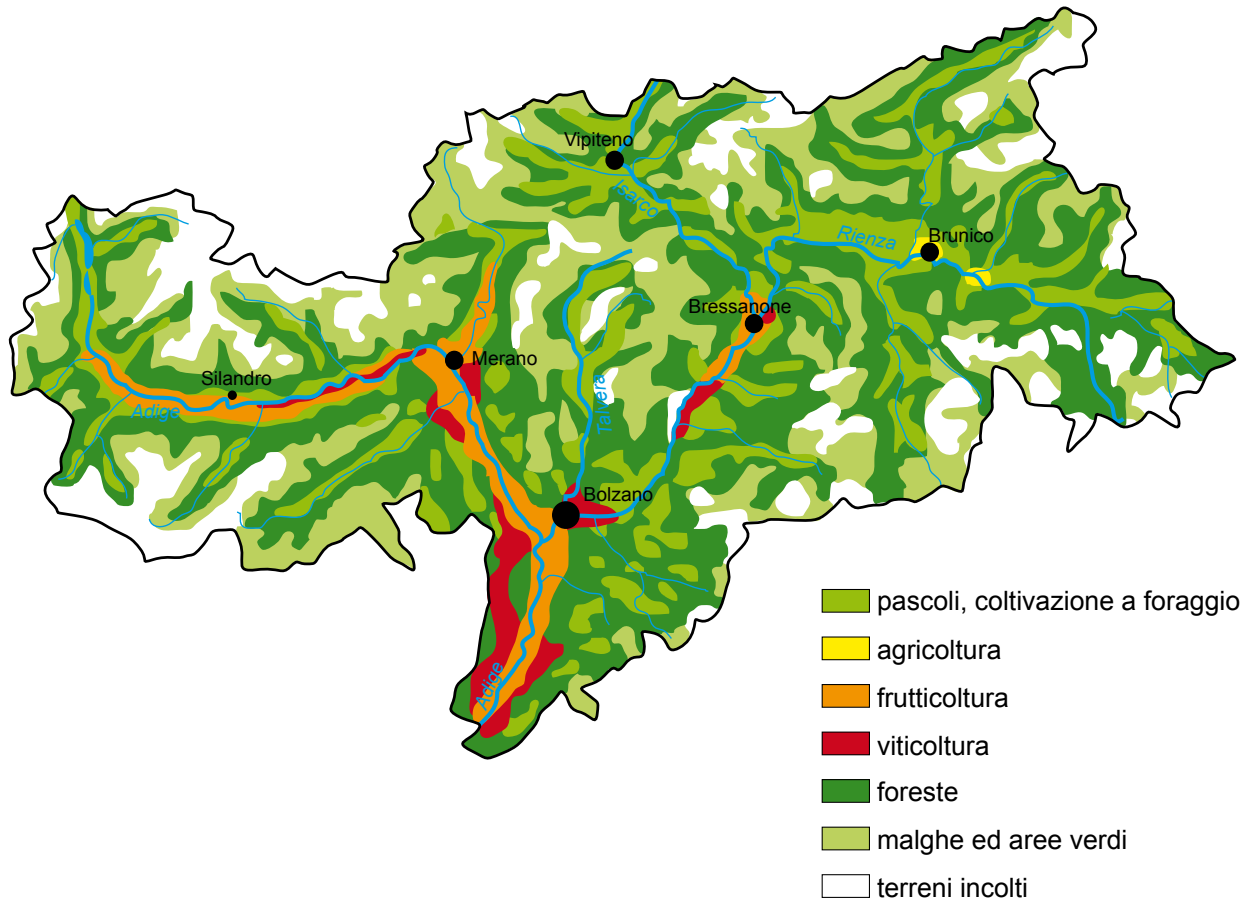 Vipiteno
Isarco
Rienza
Brunico
Bressanone
Merano
Silandro
Adige
Talvera
Bolzano
Adige
pascoli, coltivazione a foraggio
agricoltura
frutticoltura
viticoltura
foreste
malghe ed aree verdi
terreni incolti